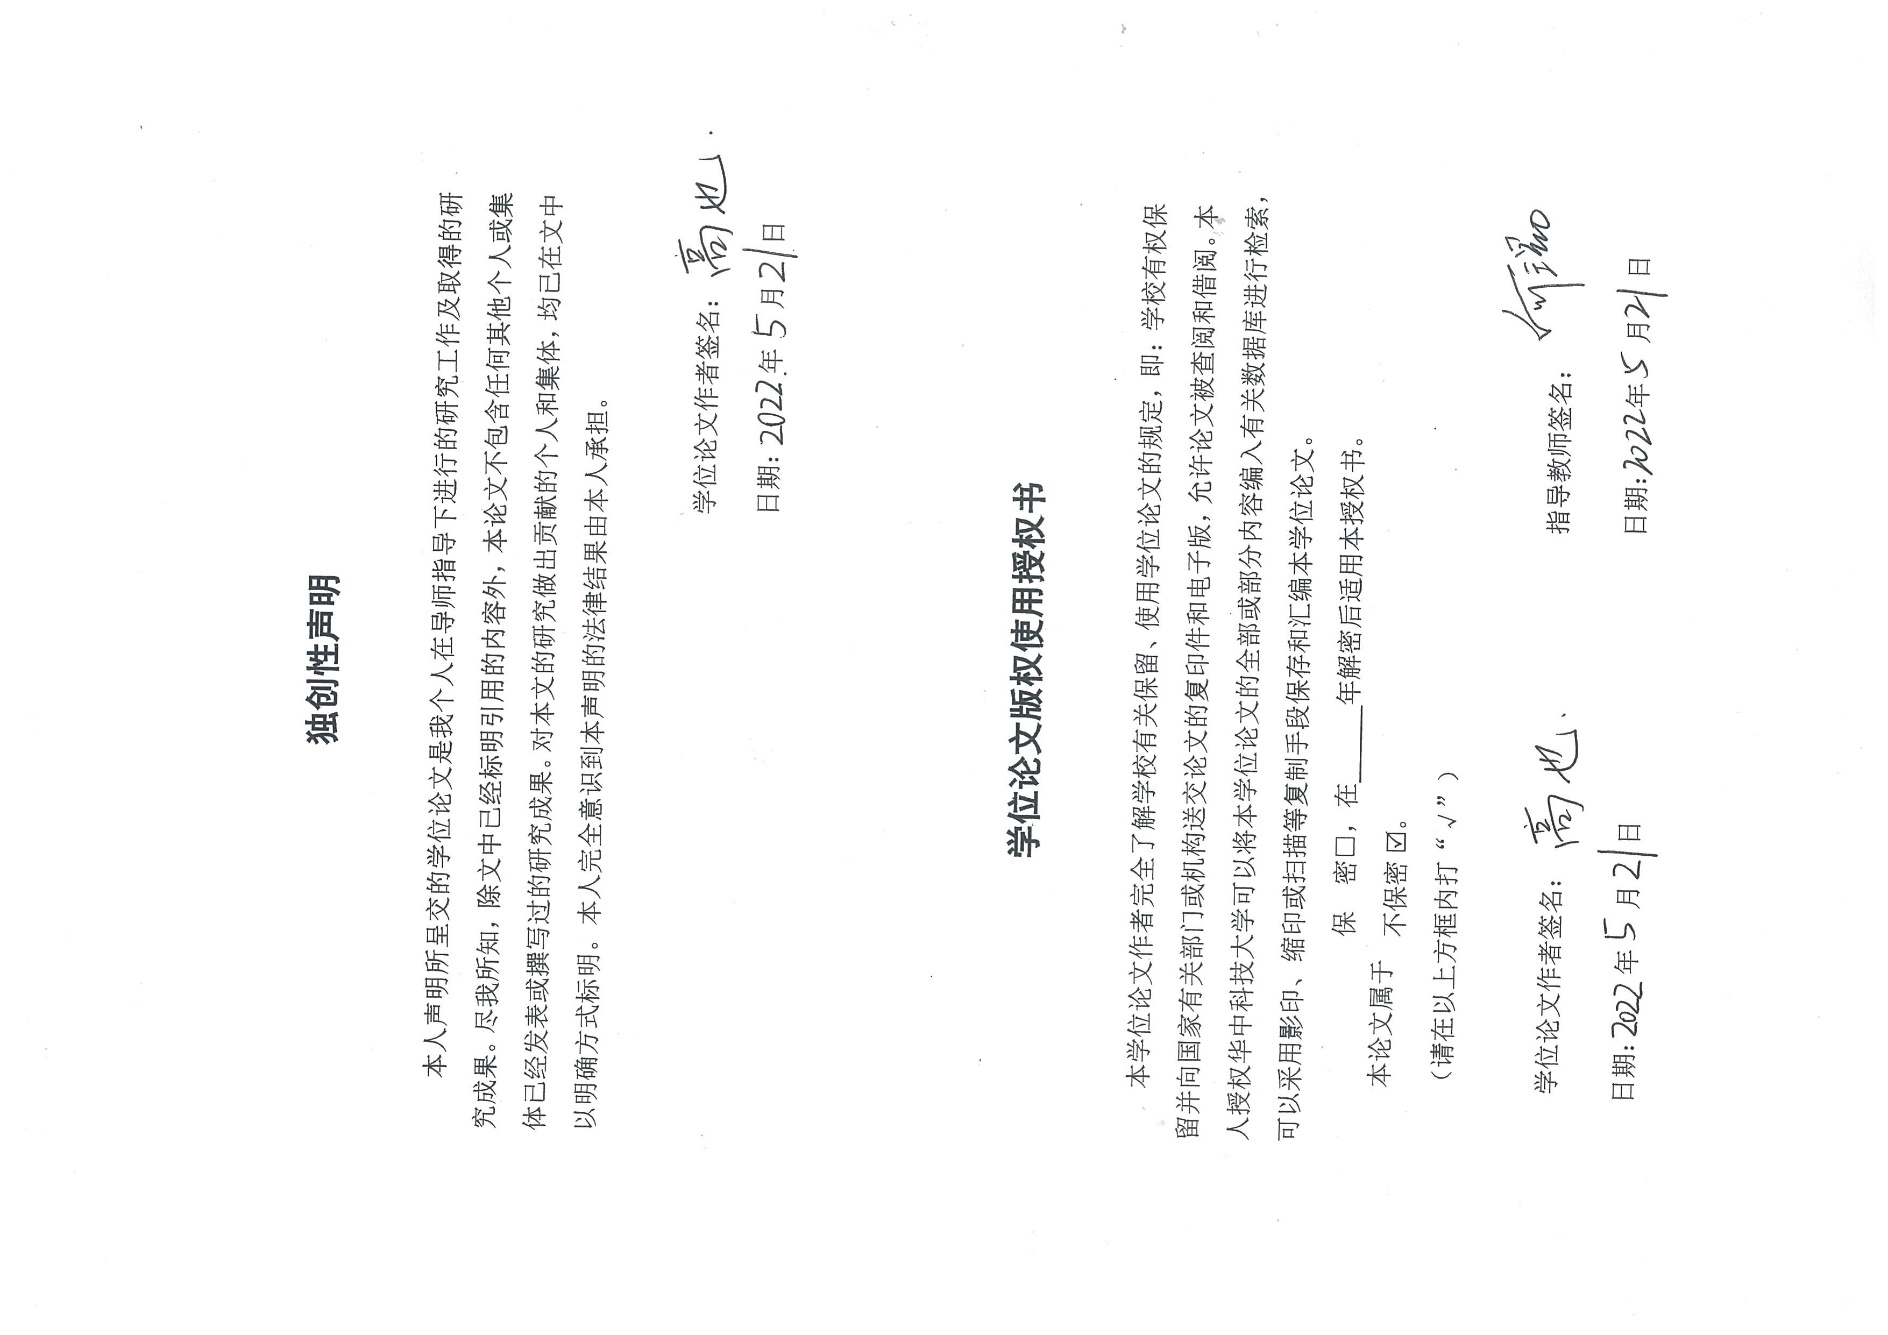 独创性声明
本人声明所呈交的学位论文是我个人在导师指导下进行的研究工作及取得的研
究成果。尽我所知，除文中已经标明引用的内容外，本论文不包含任何其他个人或集
体已经发表或撰写过的研究成果。对本文的研究做出贡献的个人和集体，均已在文中
以明确方式标明。本人完全意识到本声明的法律结果由本人承担。
学位论文作者签名：高也
日期：2022年5月21日
学位论文版权使用授权书
本学位论文作者完全了解学校有关保留、使用学位论文的规定，即：学校有权保
留并向国家有关部门或机构送交论文的复印件和电子版，允许论文被查阅和借阅。本
人授权华中科技大学可以将本学位论文的全部或部分内容编入有关数据库进行检索，
可以采用影印、缩印或扫描等复制手段保存和汇编本学位论文。
保 密□，在______年解密后适用本授权书。
本论文属于
不保密☑。
（请在以上方框内打“√”）
学位论文作者签名：高也 指导教师签名：
日期：2022年5月21日 日期：2022年5月21日